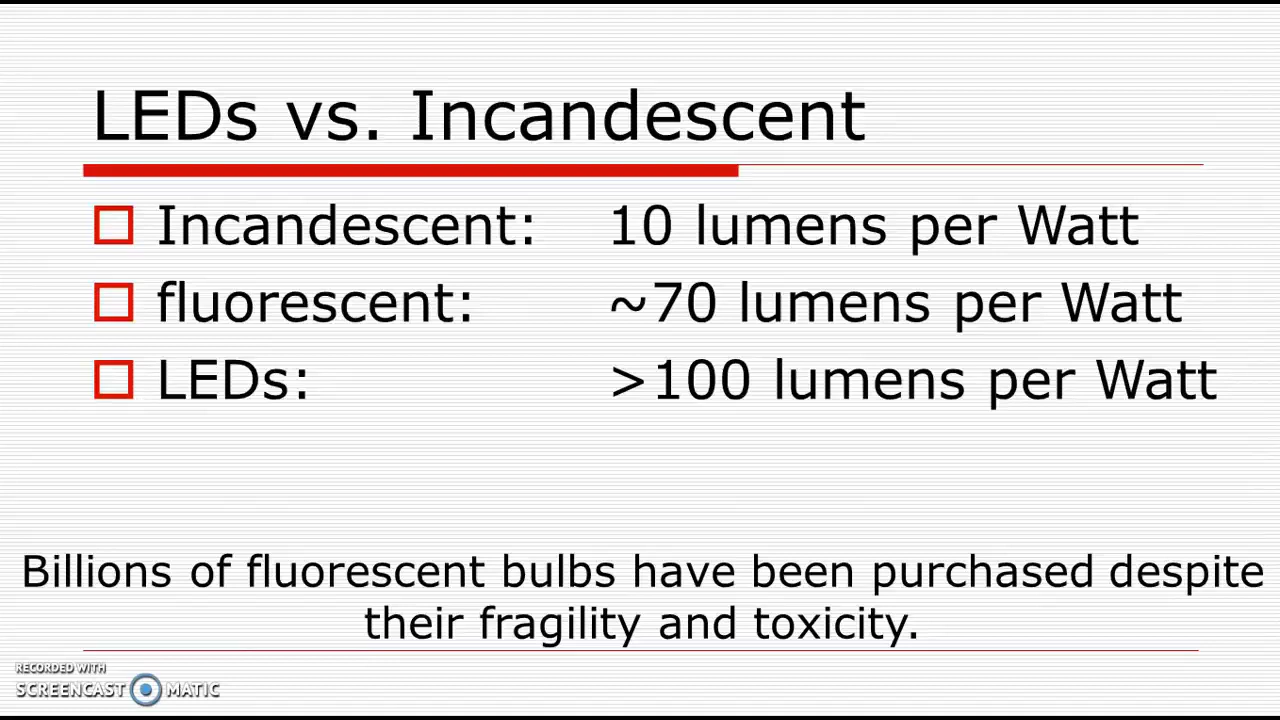 LEDs vs. Incandescent
Incandescent: 10 lumens per Watt
fluorescent: ~70 lumens per Watt
LEDs: >100 lumens per Watt
Billions of fluorescent bulbs have been purchased despite
their fragility and toxicity.
RECORDED WITH
SCREENCAST MATIC